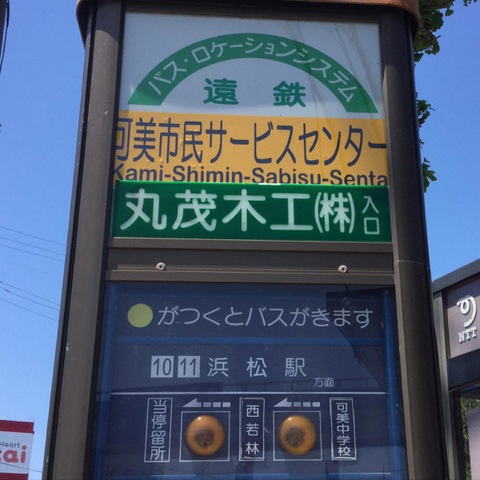 バス・ロケーションシステム
遠鉄
可美市民サービスセンター
Kami-Shimin-Sabisu-Senta
丸茂木工(株)入口
がつくとバスがきます
10 11 浜松駅 方面
当停留所 西若林 可美中学校
NTT
Heart
tai